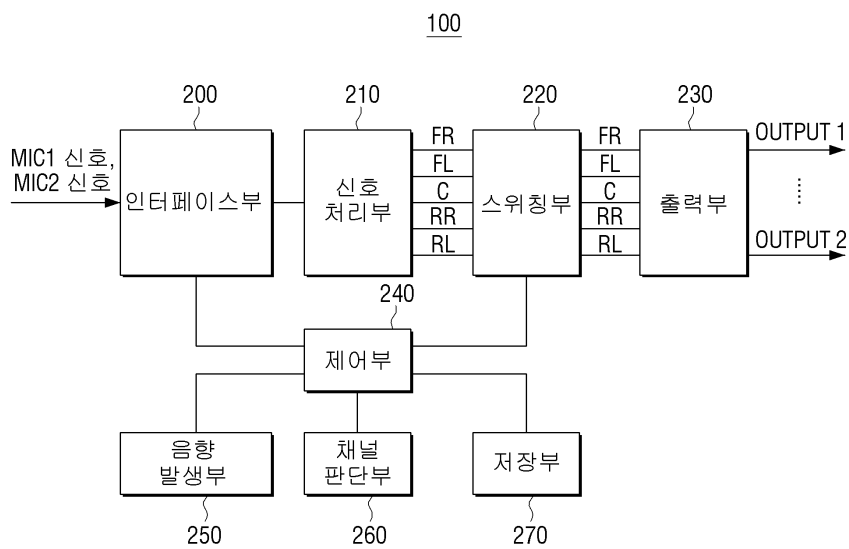 100
200
210
220
230
MIC1 신호,
MIC2 신호
인터페이스부
신호
처리부
FR
FL
C
RR
RL
스위칭부
FR
FL
C
RR
RL
출력부
OUTPUT 1
OUTPUT 2
240
제어부
음향
발생부
채널
판단부
저장부
250
260
270